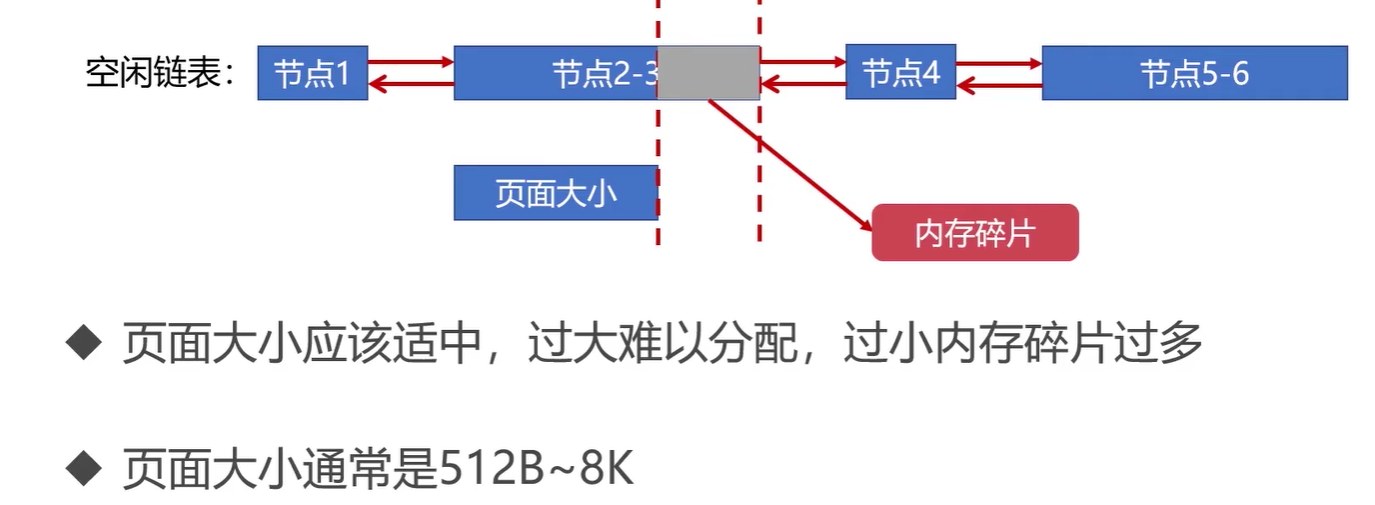 空闲链表：
节点1
节点2-3
节点4
节点5-6
页面大小
内存碎片
◆ 页面大小应该适中，过大难以分配，过小内存碎片过多
◆ 页面大小通常是512B~8K